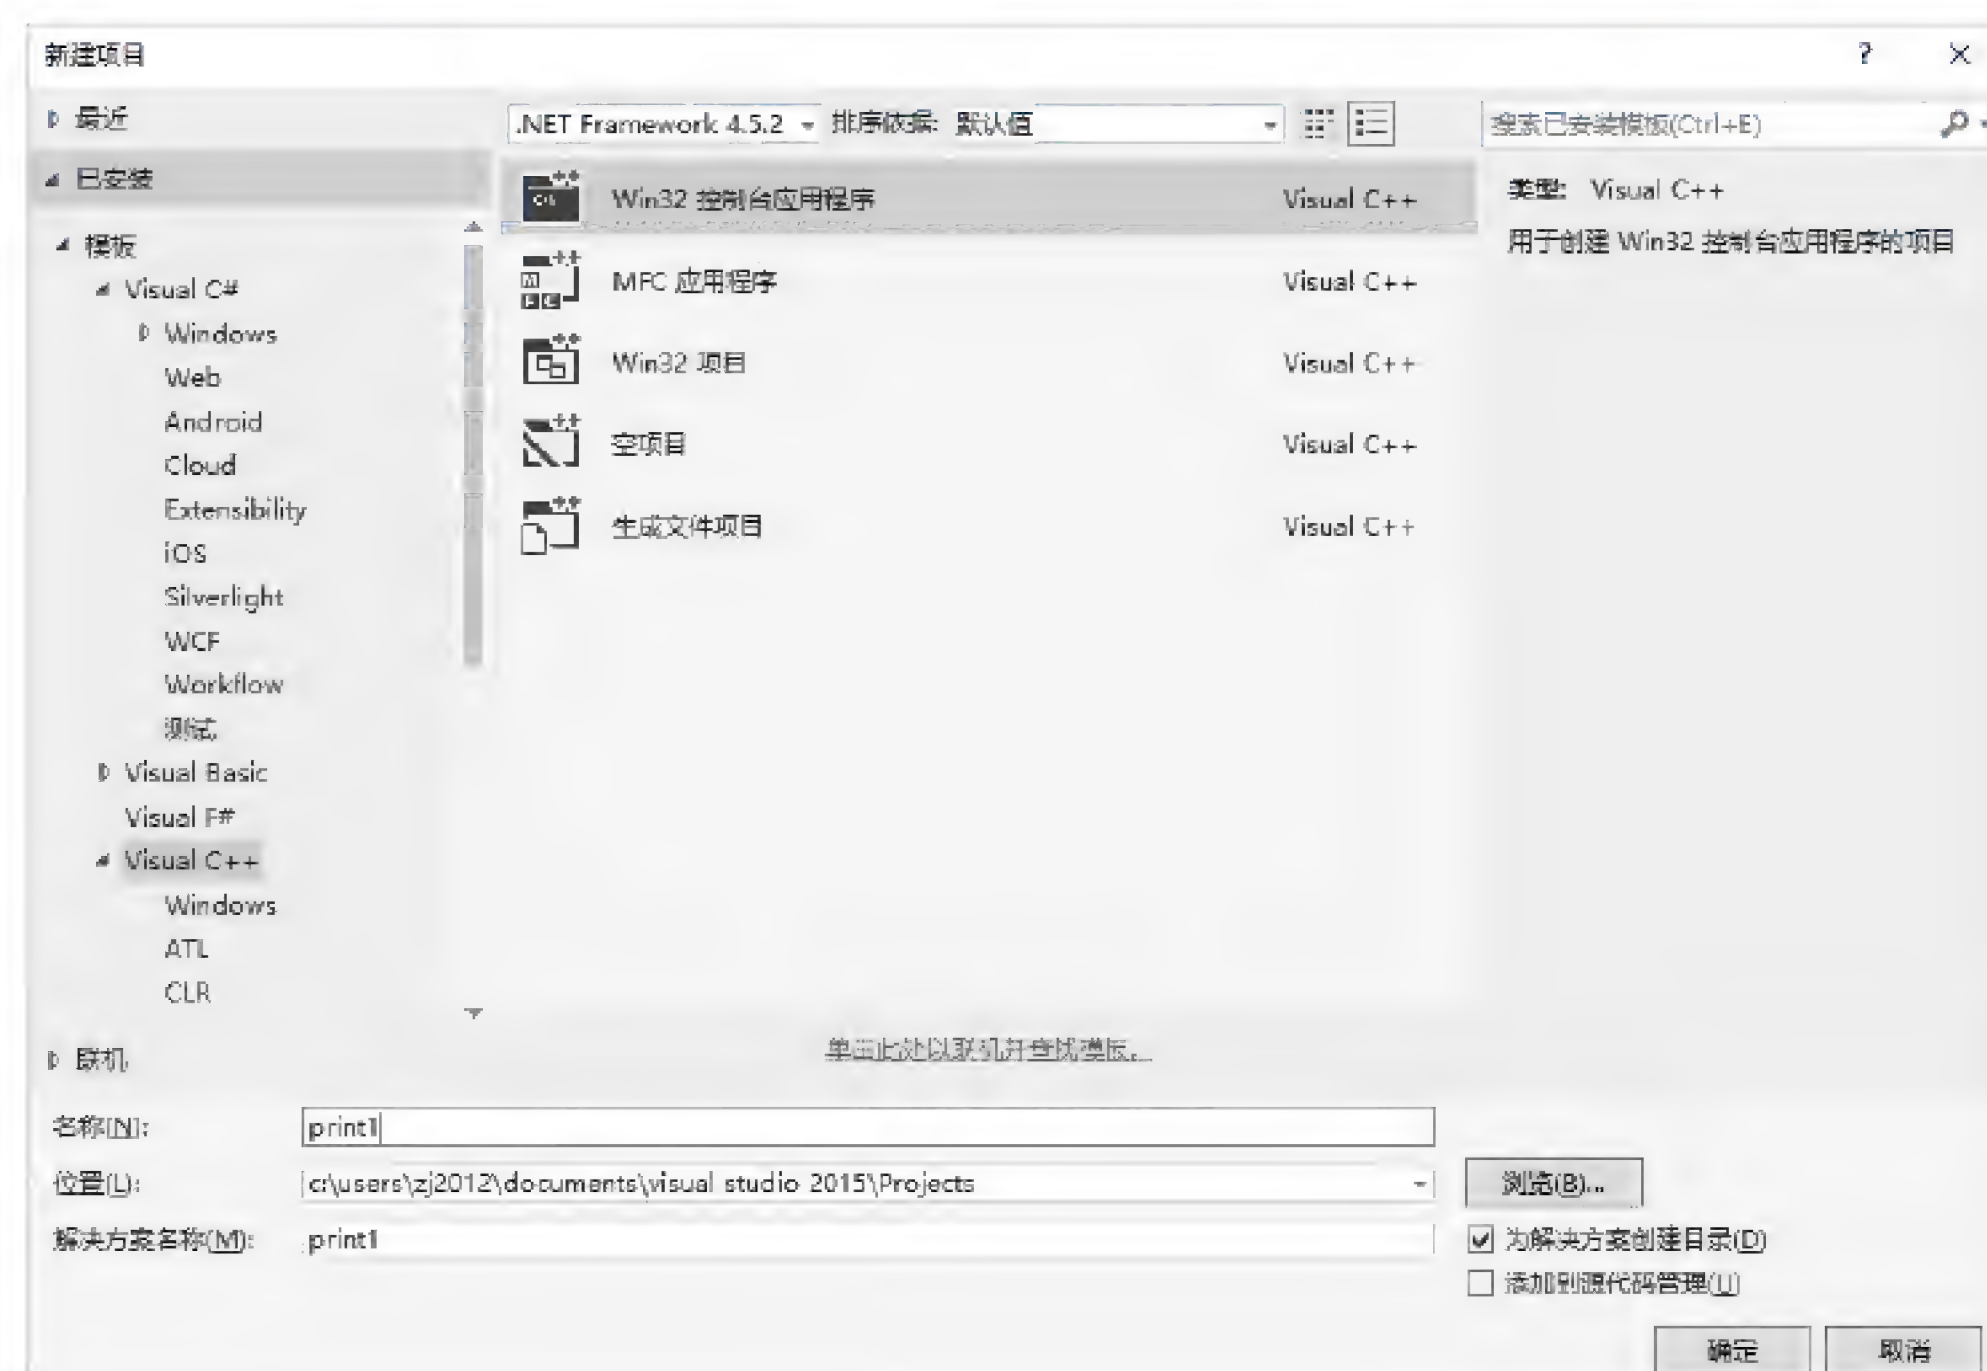 新建项目
? ×
最近
.NET Framework 4.5.2 排序依据: 默认值
搜索已安装模板(Ctrl+E)
已安装
模板
Visual C#
Windows
Web
Android
Cloud
Extensibility
iOS
Silverlight
WCF
Workflow
测试
Visual Basic
Visual F#
Visual C++
Windows
ATL
CLR
联机
Win32 控制台应用程序 Visual C++
MFC 应用程序 Visual C++
Win32 项目 Visual C++
空项目 Visual C++
生成文件项目 Visual C++
单击此处以联机并查找模板。
类型: Visual C++
用于创建 Win32 控制台应用程序的项目
名称(N): print1
位置(L): c:\users\zj2012\documents\visual studio 2015\Projects
浏览(B)...
解决方案名称(M): print1
为解决方案创建目录(D)
添加到源代码管理(U)
确定 取消